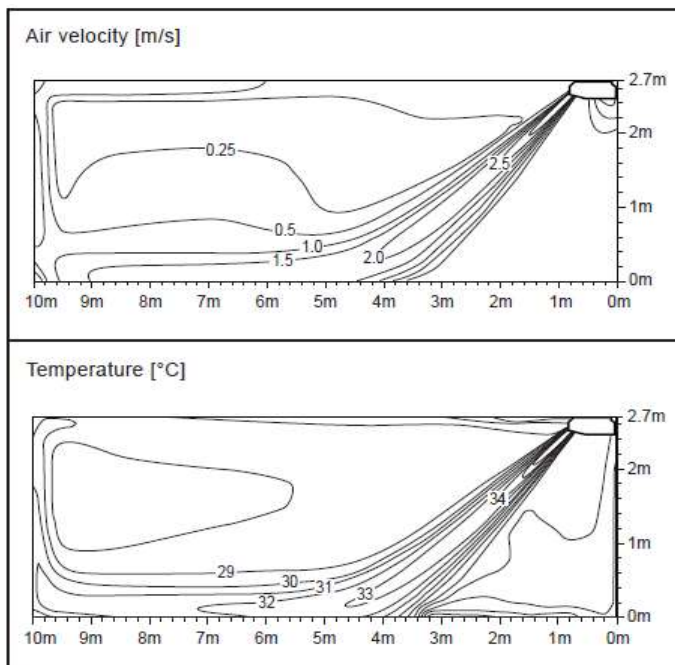 Air velocity [m/s]
2.7m
2m
0.25
2.5
1m
0.5
1.0
2.0
1.5
0m
10m 9m 8m 7m 6m 5m 4m 3m 2m 1m 0m
Temperature [°C]
2.7m
2m
34
1m
29
30
31
33
32
0m
10m 9m 8m 7m 6m 5m 4m 3m 2m 1m 0m